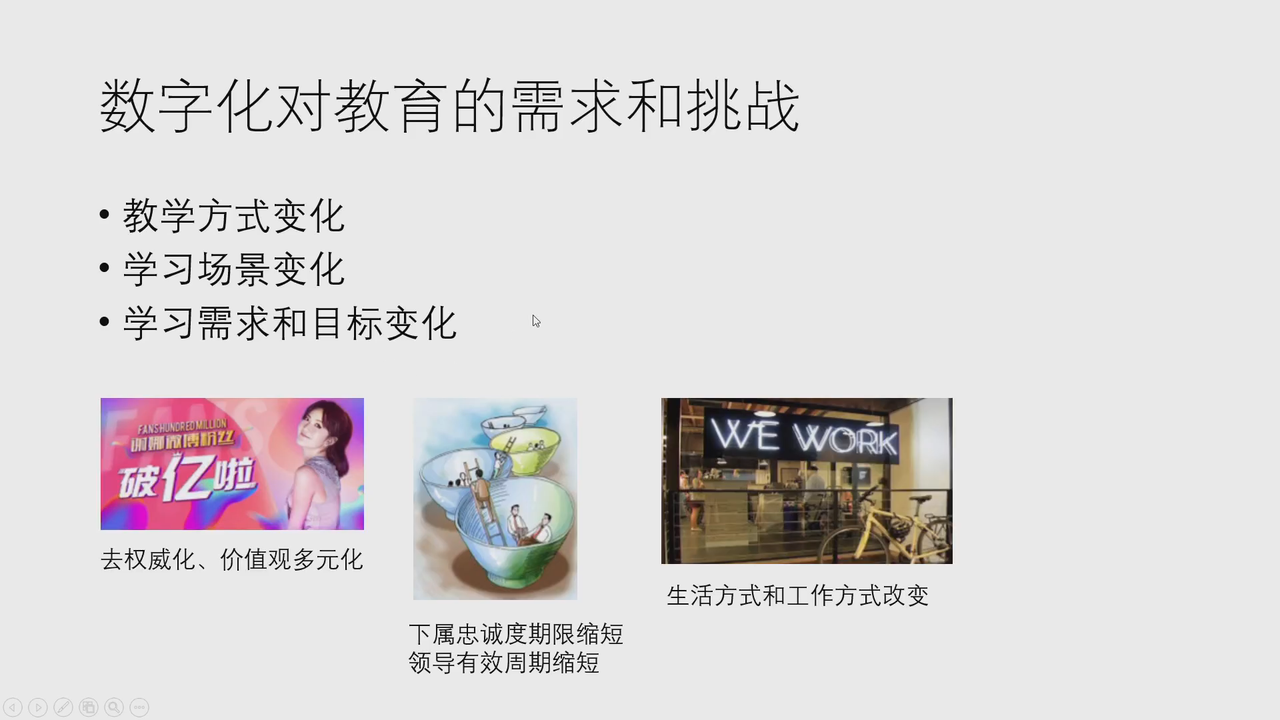 数字化对教育的需求和挑战
• 教学方式变化
• 学习场景变化
• 学习需求和目标变化
FANS HUNDRED MILLION
谢娜微博粉丝
破亿啦
去权威化、价值观多元化
下属忠诚度期限缩短
领导有效周期缩短
WE WORK
生活方式和工作方式改变